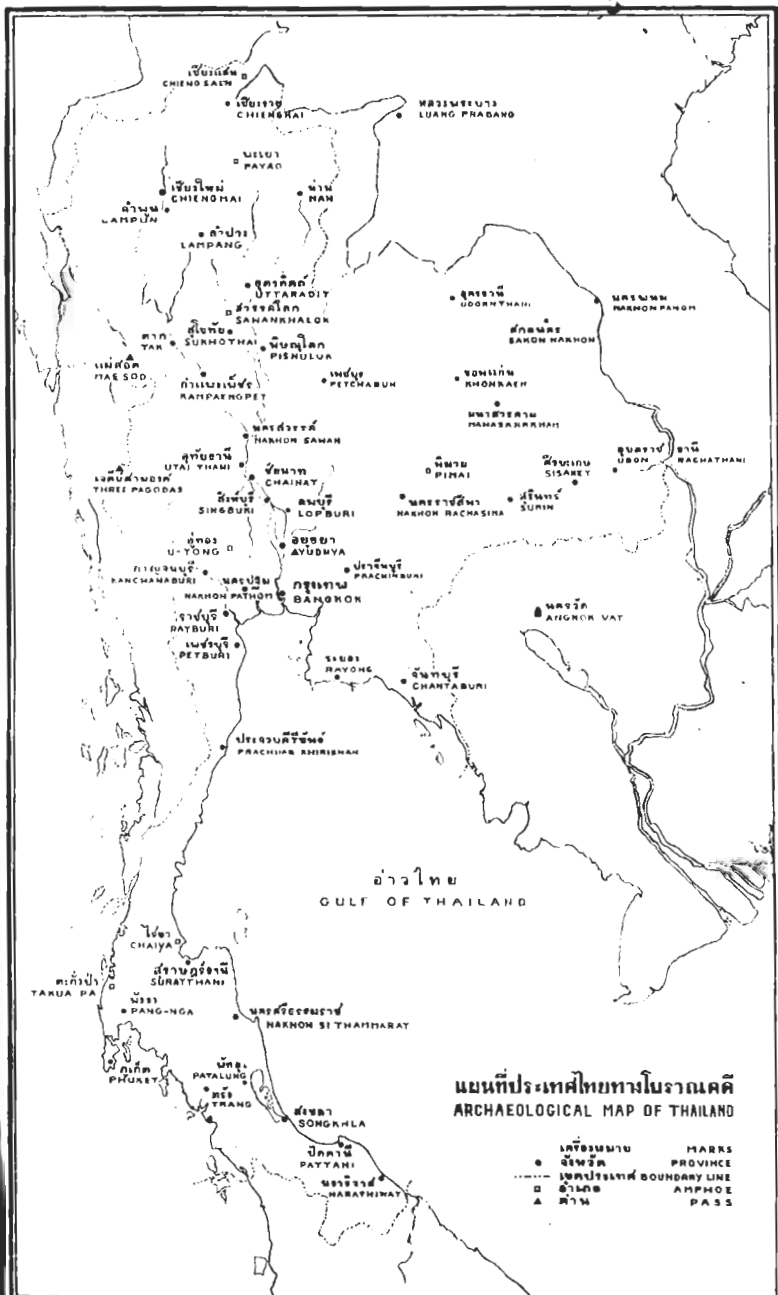 เชียงแสน
CHIENG SAEN
เชียงราย
CHIENGRAI
หลวงพระบาง
LUANG PRABANG
พะเยา
PAYAO
เชียงใหม่
CHIENGMAI
น่าน
NAN
ลำพูน
LAMPUN
ลำปาง
LAMPANG
อุตรดิตถ์
UTTARADIT
สวรรคโลก
SAWANKHALOK
อุดรธานี
UDORNTHANI
นครพนม
NAKHON PANOM
สกลนคร
SAKON NAKHON
ตาก
TAK
สุโขทัย
SUKHOTHAI
พิษณุโลก
PISNULOK
แม่สอด
MAE SOD
กำแพงเพ็ชร
KAMPAENGPET
เพชบูร
PETCHABUN
ขอนแก่น
KHONKAEN
มหาสารคาม
MAHASARAKHAM
นครสวรรค์
NAKHON SAWAN
อุทัยธานี
UTAI THANI
ชัยนาท
CHAINAT
พิมาย
PIMAI
ศีรษะเกษ
SISAKET
อุบลราช ธานี
UBON RACHATHANI
เจดีย์สามองค์
THREE PAGODAS
สิงห์บุรี
SINGBURI
ลพบุรี
LOPBURI
นครราชสีมา
NAKHON RACHASIMA
สุรินทร์
SURIN
อู่ทอง
U-TONG
อยุธยา
AYUDHYA
กาญจนบุรี
KANCHANABURI
ปราจีนบุรี
PRACHINBURI
นครปฐม
NAKHON PATHOM
กรุงเทพ
BANGKOK
นครวัด
ANGKOR VAT
ราชบุรี
RATBURI
เพชรบุรี
PETBURI
ระยอง
RAYONG
จันทบุรี
CHANTABURI
ประจวบคีรีขันธ์
PRACHUAB KHIRIKHAN
อ่าวไทย
GULF OF THAILAND
ไชยา
CHAIYA
สุราษฎร์ธานี
SURATTHANI
ตะกั่วป่า
TAKUA PA
พังงา
PANG-NGA
นครศรีธรรมราช
NAKHON SI THAMMARAT
ภูเก็ต
PHUKET
พัทลุง
PATALUNG
ตรัง
TRANG
สงขลา
SONGKHLA
ปัตตานี
PATTANI
นราธิวาส
NARATHIWAT
แผนที่ประเทศไทยทางโบราณคดี
ARCHAEOLOGICAL MAP OF THAILAND
เครื่องหมาย MARKS
จังหวัด PROVINCE
เขตประเทศ BOUNDARY LINE
อำเภอ AMPHOE
ด่าน PASS